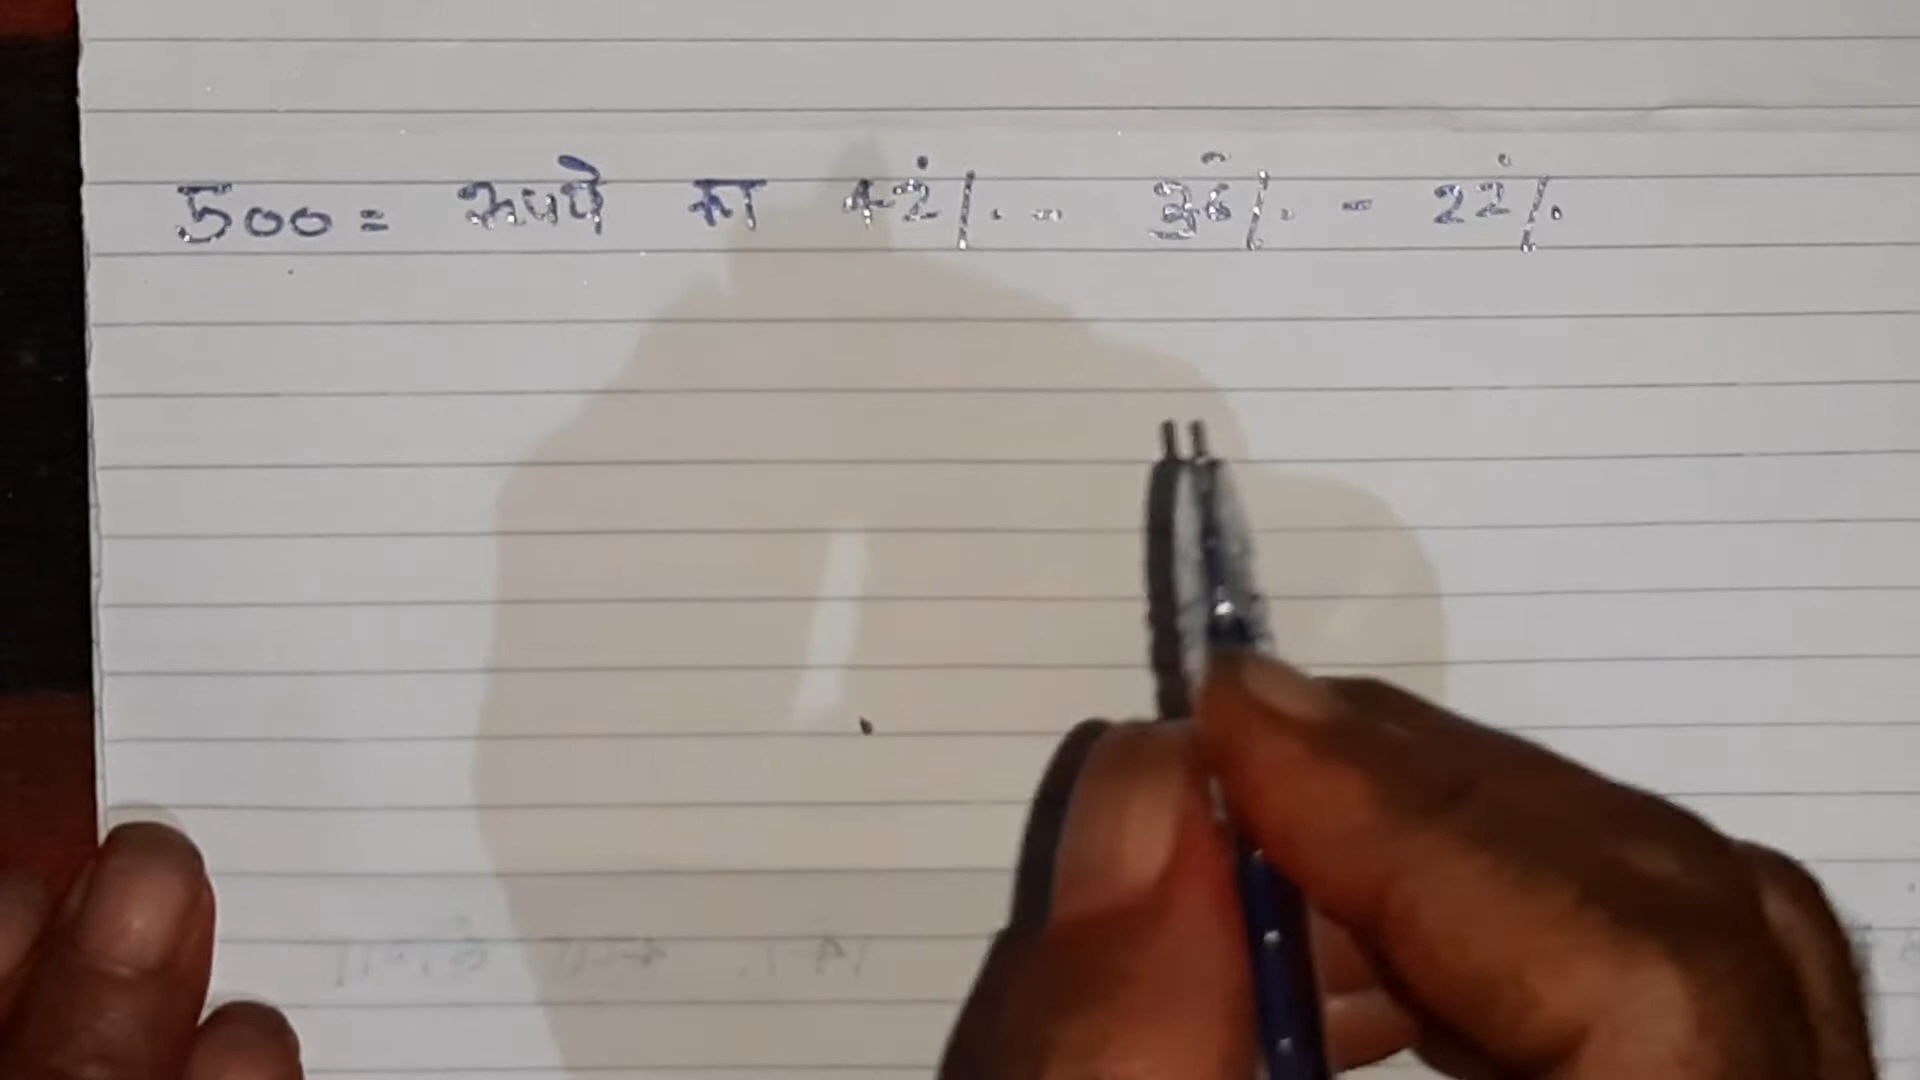 500= रूपये का 42% - 36% - 22%